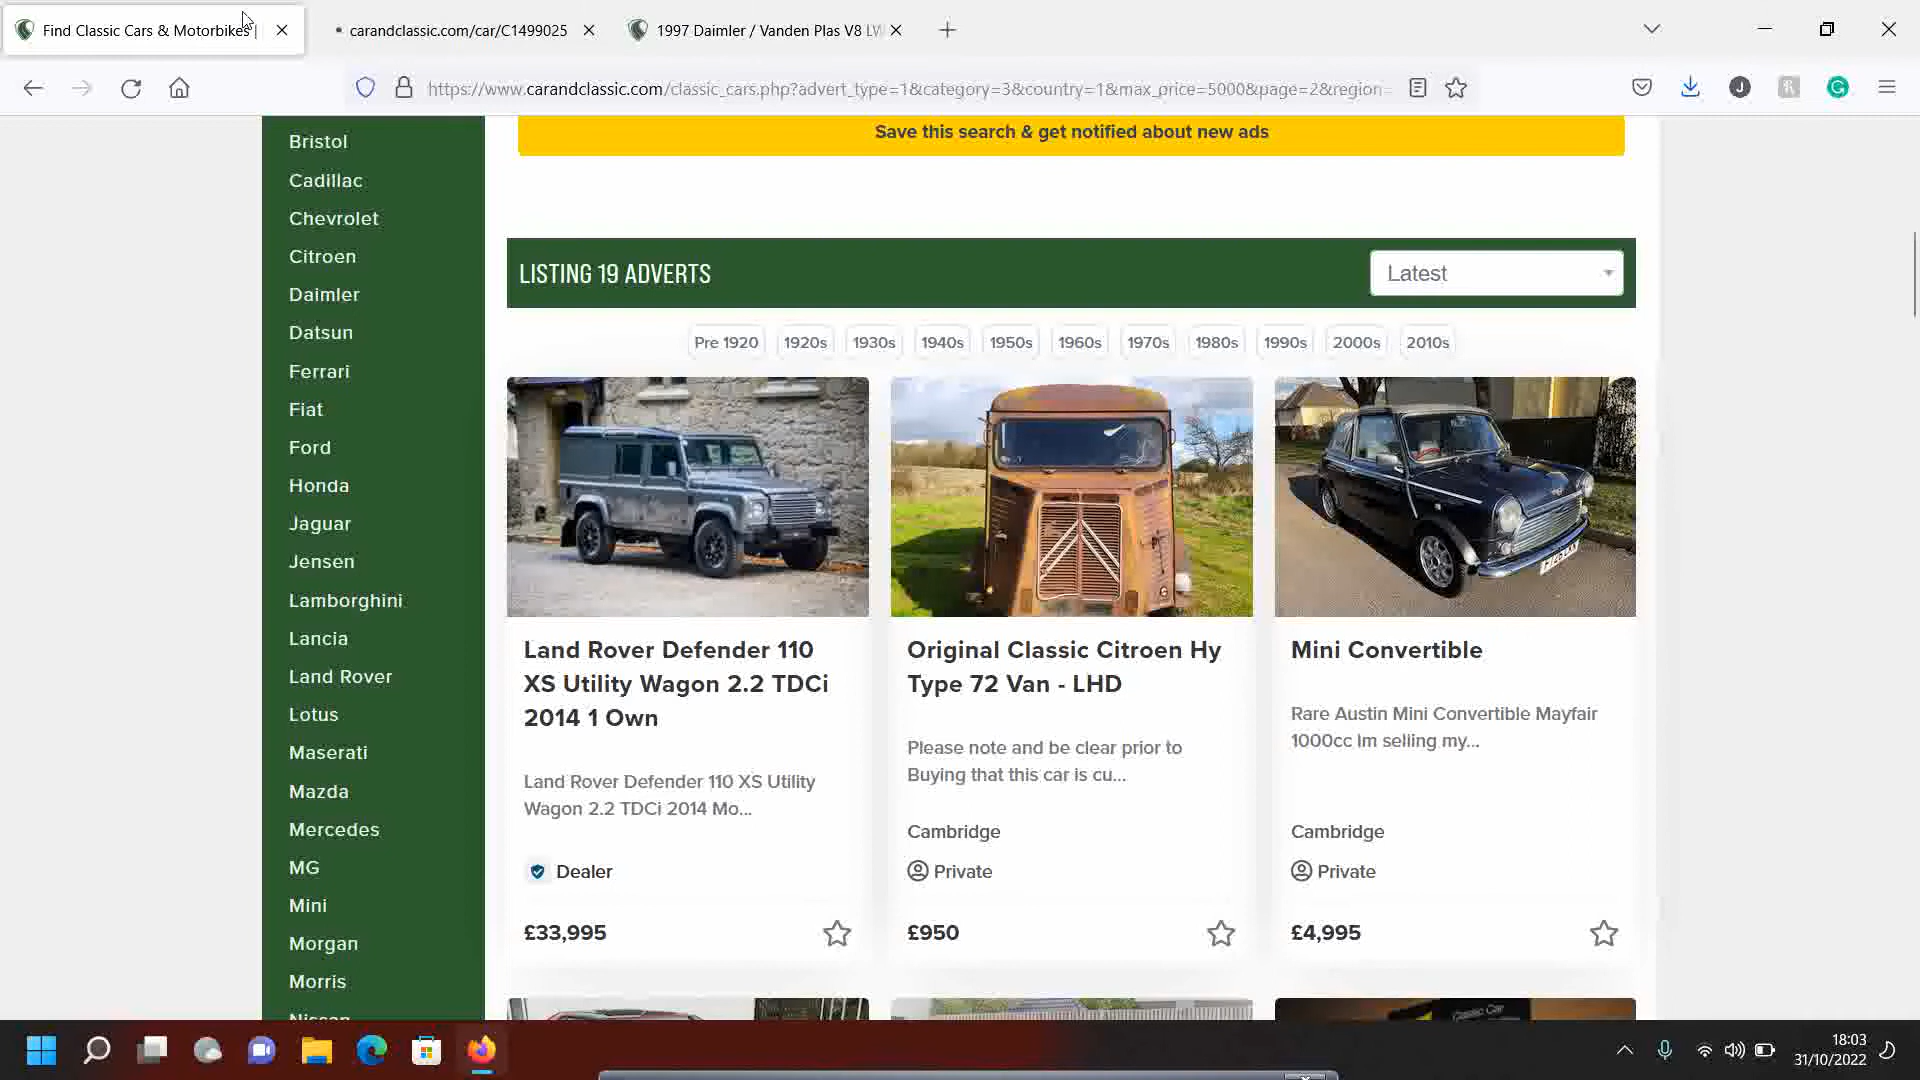 Find Classic Cars & Motorbikes |
carandclassic.com/car/C1499025
1997 Daimler / Vanden Plas V8 LW
https://www.carandclassic.com/classic_cars.php?advert_type=1&category=3&country=1&max_price=5000&page=2&region=
J
Bristol
Cadillac
Chevrolet
Citroen
Daimler
Datsun
Ferrari
Fiat
Ford
Honda
Jaguar
Jensen
Lamborghini
Lancia
Land Rover
Lotus
Maserati
Mazda
Mercedes
MG
Mini
Morgan
Morris
Nissan
Save this search & get notified about new ads
LISTING 19 ADVERTS
Latest
Pre 1920 1920s 1930s 1940s 1950s 1960s 1970s 1980s 1990s 2000s 2010s
Land Rover Defender 110
XS Utility Wagon 2.2 TDCi
2014 1 Own
Land Rover Defender 110 XS Utility
Wagon 2.2 TDCi 2014 Mo...
Dealer
£33,995
Original Classic Citroen Hy
Type 72 Van - LHD
Please note and be clear prior to
Buying that this car is cu...
Cambridge
Private
£950
Mini Convertible
Rare Austin Mini Convertible Mayfair
1000cc Im selling my...
Cambridge
Private
£4,995
Classic Car
18:03
31/10/2022